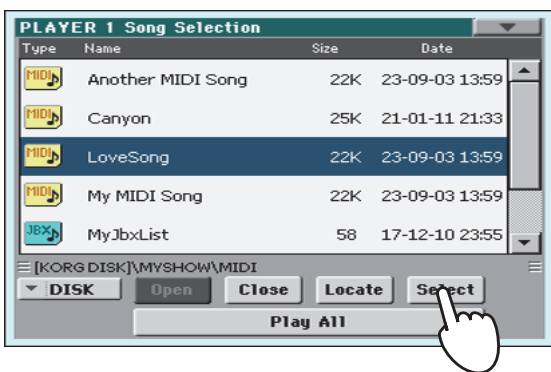 PLAYER 1 Song Selection
Type Name Size Date
MIDI Another MIDI Song 22K 23-09-03 13:59
MIDI Canyon 25K 21-01-11 21:33
MIDI LoveSong 22K 23-09-03 13:59
MIDI My MIDI Song 22K 23-09-03 13:59
JBX MyJbxList 58 17-12-10 23:55
[KORG DISK]\MYSHOW\MIDI
DISK Open Close Locate Select
Play All